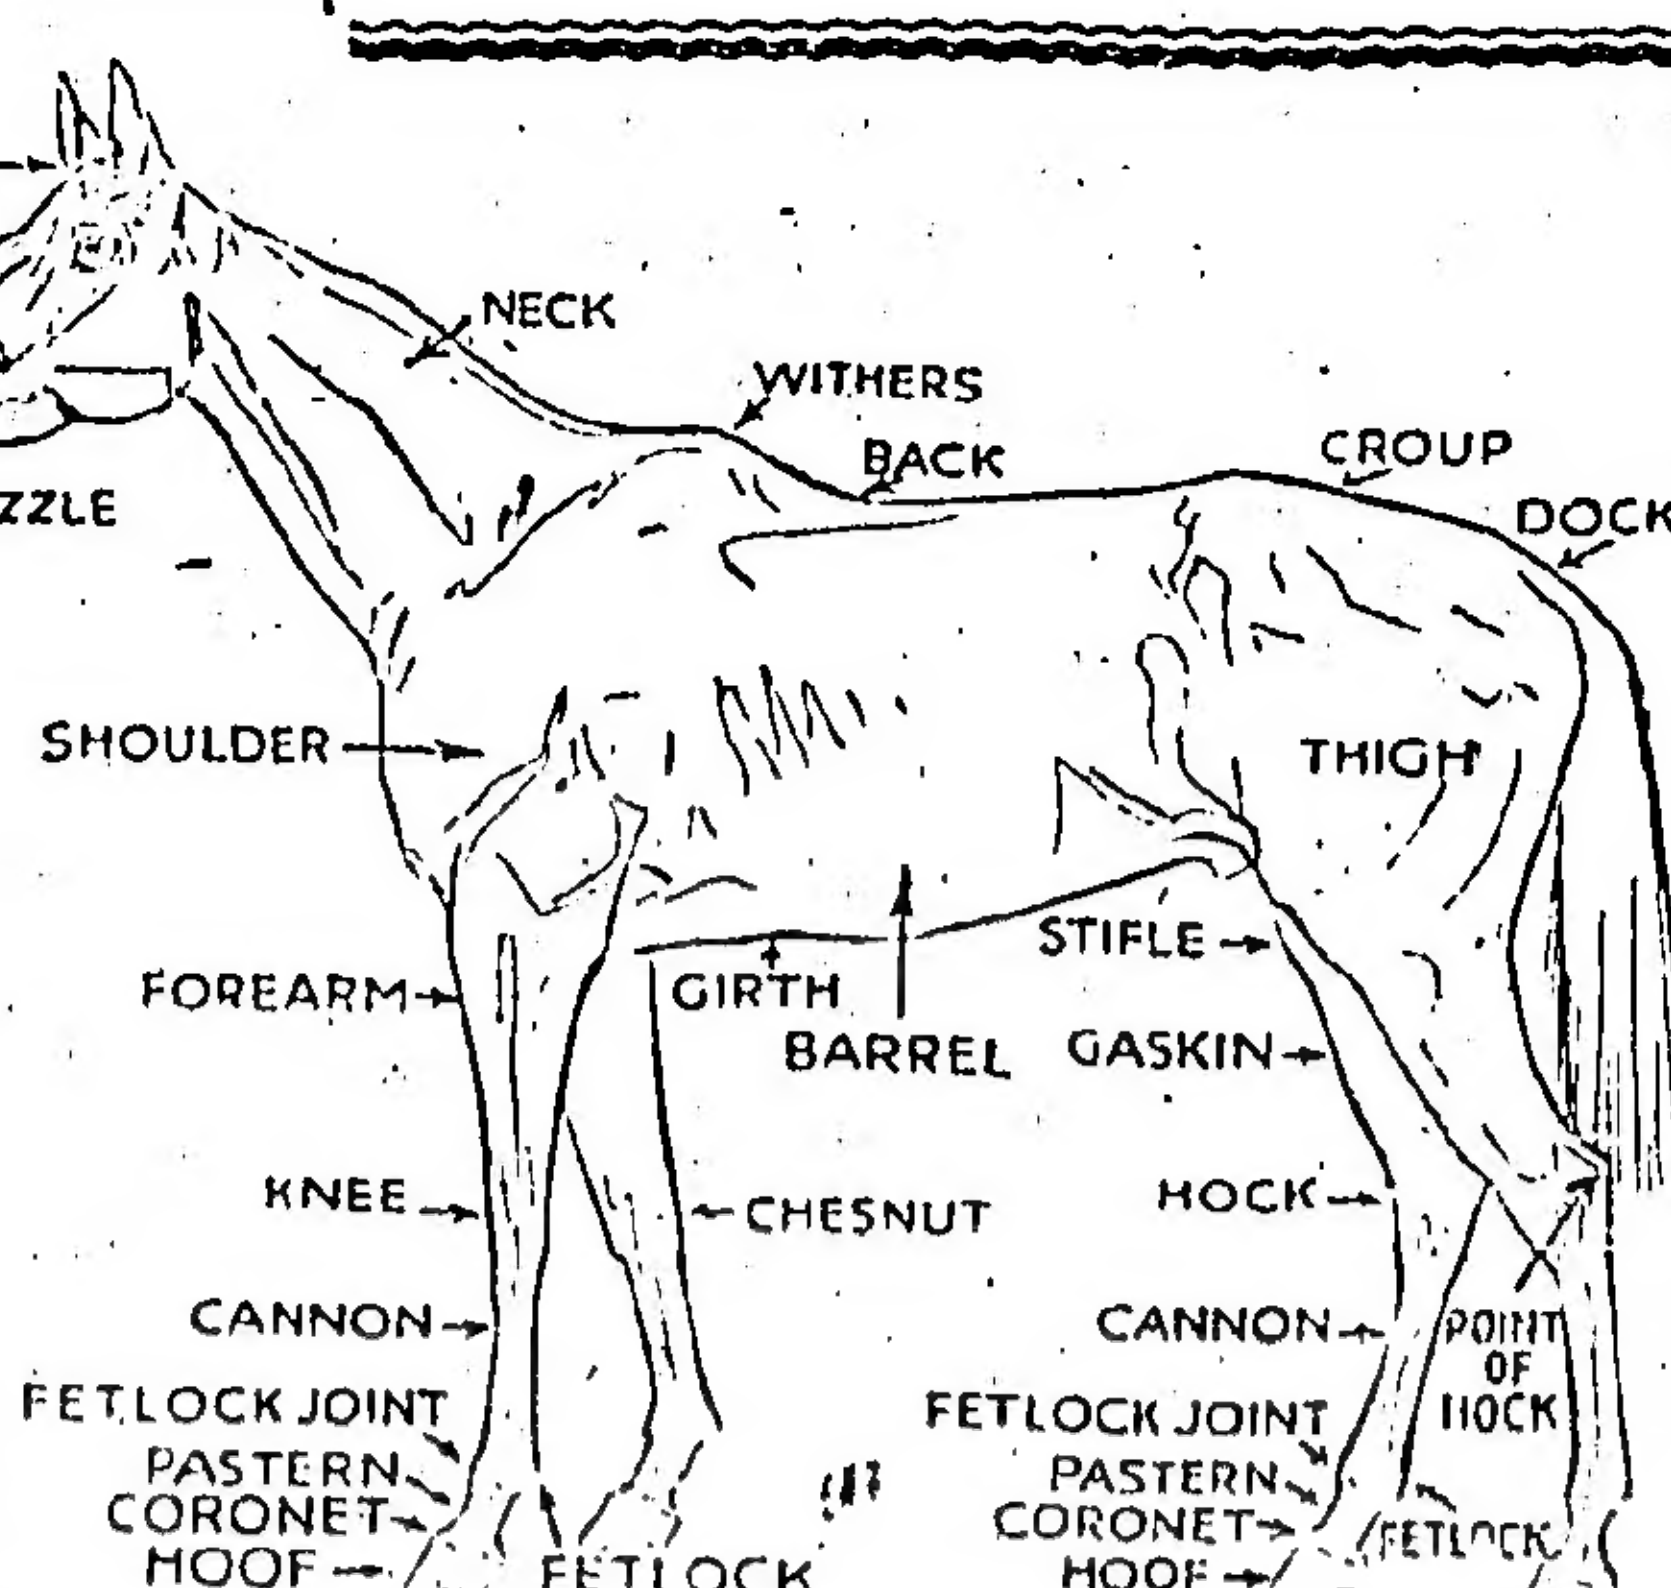 NECK
WITHERS
BACK
CROUP
DOCK
ZZLE
SHOULDER
THIGH
STIFLE
FOREARM
GIRTH
BARREL
GASKIN
KNEE
CHESNUT
HOCK
CANNON
CANNON
POINT
OF
HOCK
FETLOCK JOINT
FETLOCK JOINT
PASTERN
PASTERN
CORONET
CORONET
FETLOCK
HOOF
FETLOCK
HOOF